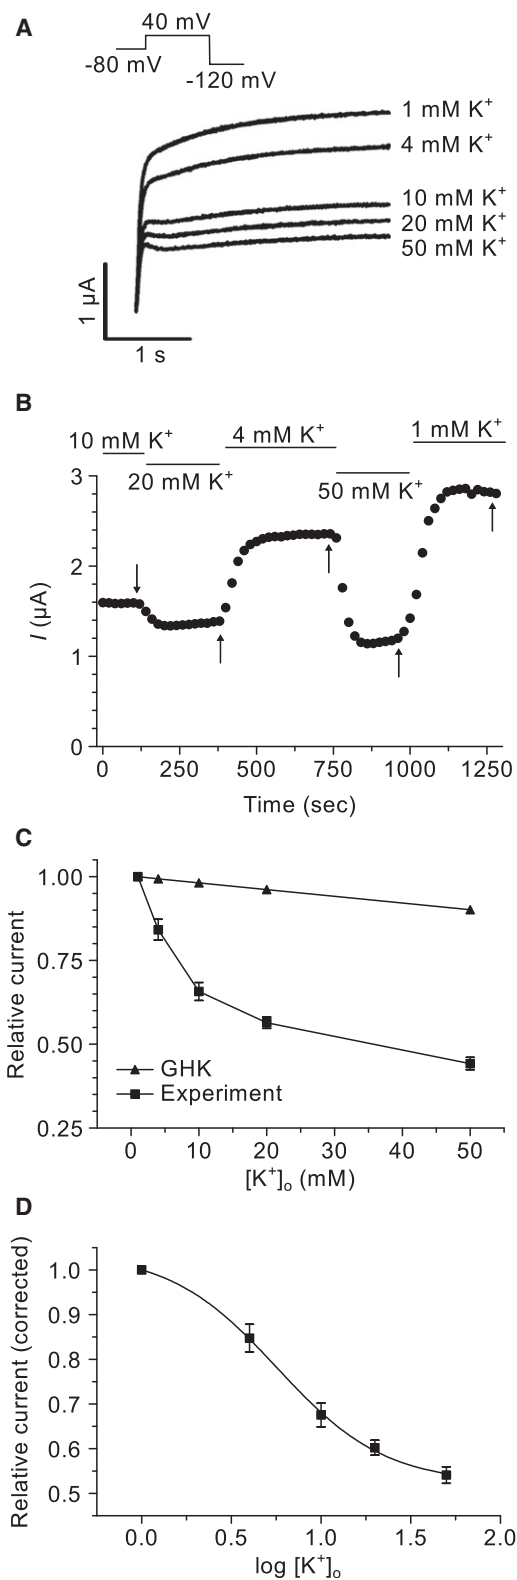 A
40 mV
-80 mV
-120 mV
1 mM K⁺
4 mM K⁺
10 mM K⁺
20 mM K⁺
50 mM K⁺
1 μA
1 s
B
10 mM K⁺
4 mM K⁺
1 mM K⁺
20 mM K⁺
50 mM K⁺
3
2
1
0
I (μA)
0 250 500 750 1000 1250
Time (sec)
C
1.00
0.75
0.50
0.25
Relative current
GHK
Experiment
0 10 20 30 40 50
[K⁺]ₒ (mM)
D
1.0
0.9
0.8
0.7
0.6
0.5
Relative current (corrected)
0.0 0.5 1.0 1.5 2.0
log [K⁺]ₒ